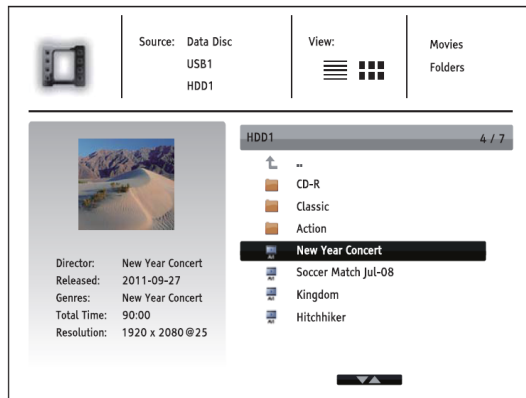 Source: Data Disc
USB1
HDD1
View:
Movies
Folders
HDD1 4 / 7
..
CD-R
Classic
Action
New Year Concert
Soccer Match Jul-08
Kingdom
Hitchhiker
Director: New Year Concert
Released: 2011-09-27
Genres: New Year Concert
Total Time: 90:00
Resolution: 1920 x 2080@25